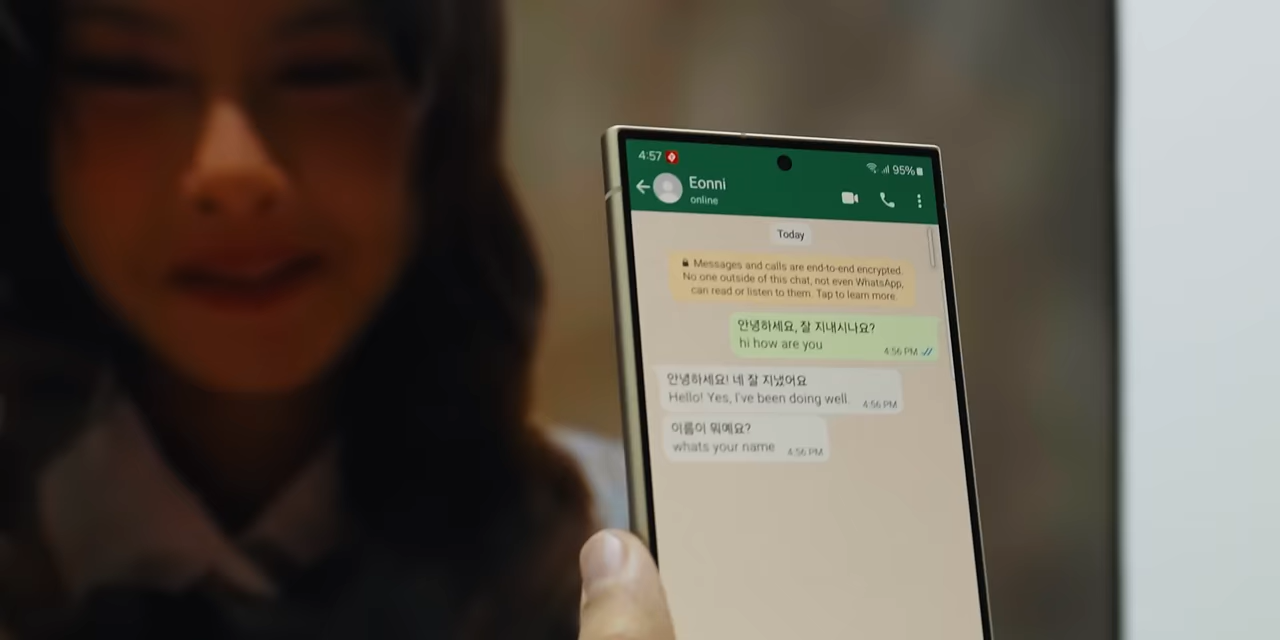 4:57
95%
Eonni
online
Today
Messages and calls are end-to-end encrypted.
No one outside of this chat, not even WhatsApp,
can read or listen to them. Tap to learn more.
안녕하세요, 잘 지내시나요?
hi how are you
4:56 PM
안녕하세요! 네 잘 지냈어요
Hello! Yes, I've been doing well.
4:56 PM
이름이 뭐예요?
whats your name
4:56 PM